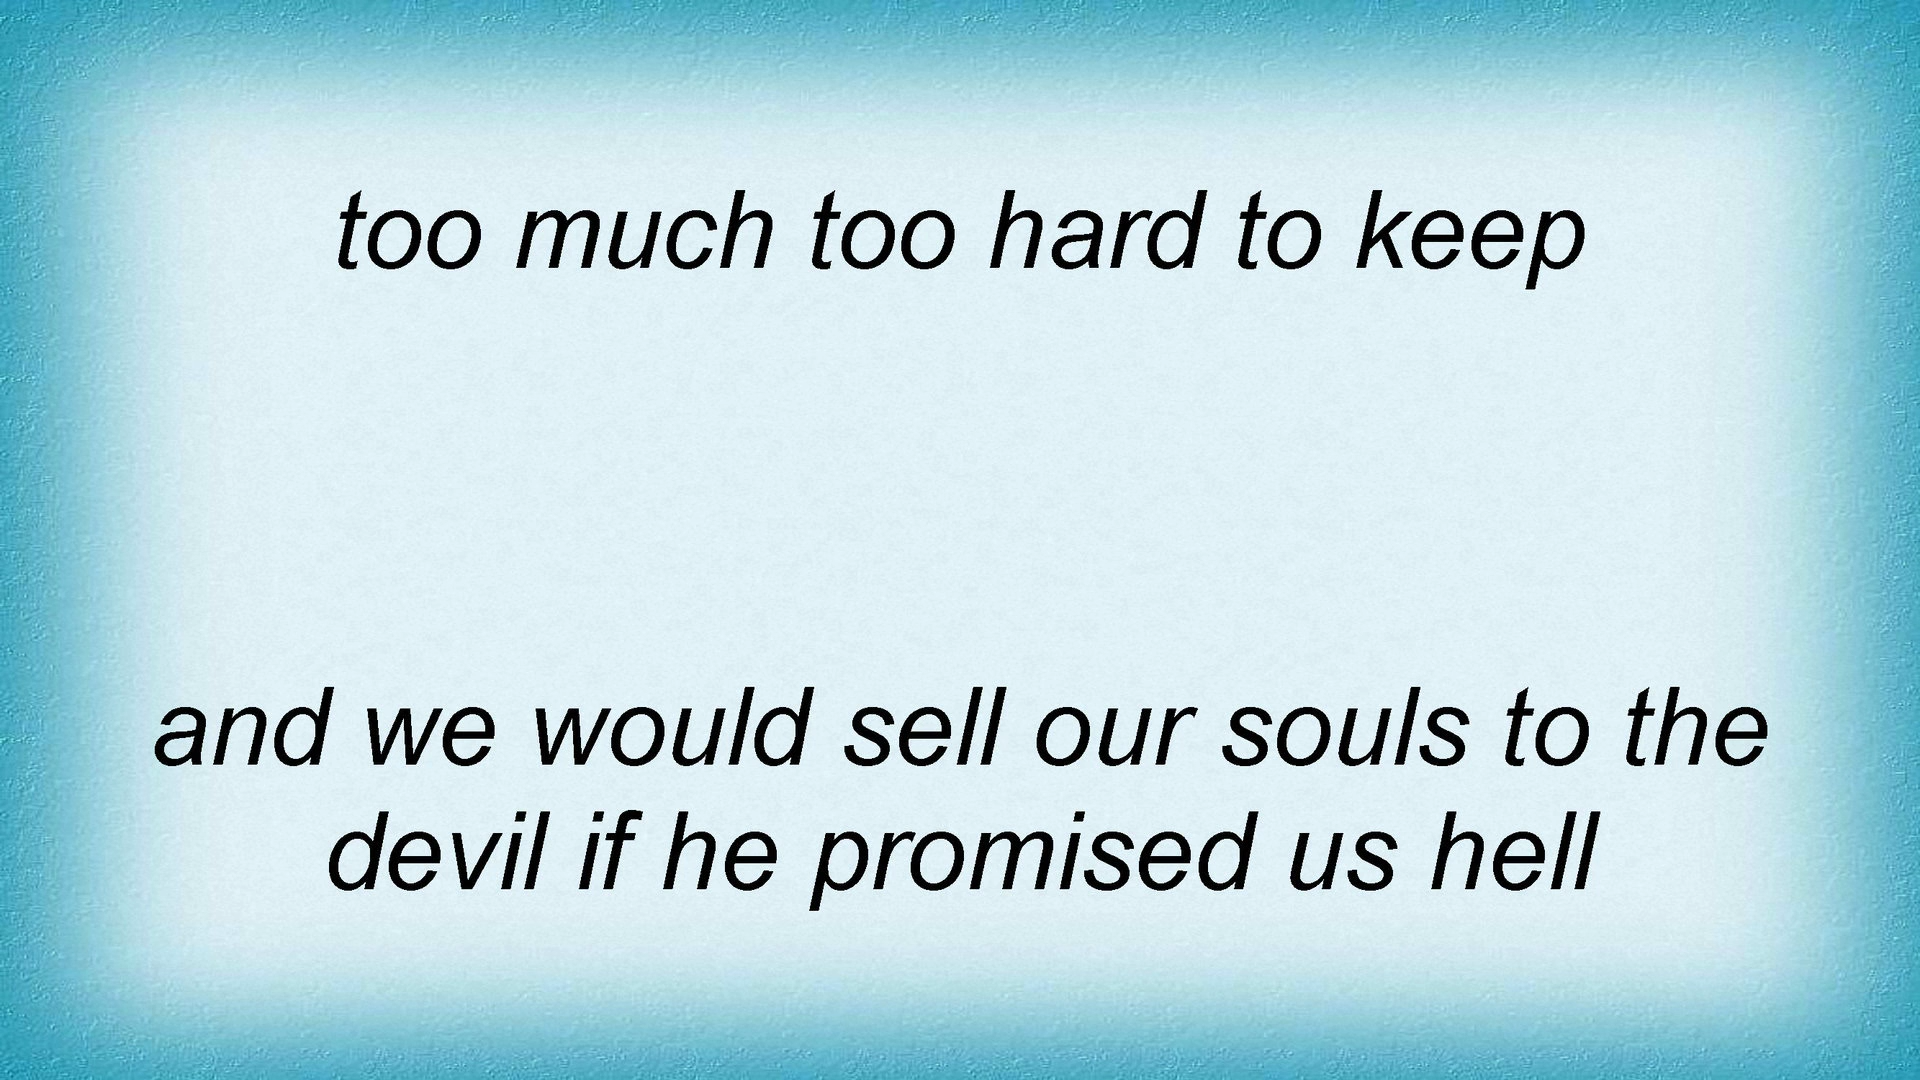 too much too hard to keep
and we would sell our souls to the
devil if he promised us hell